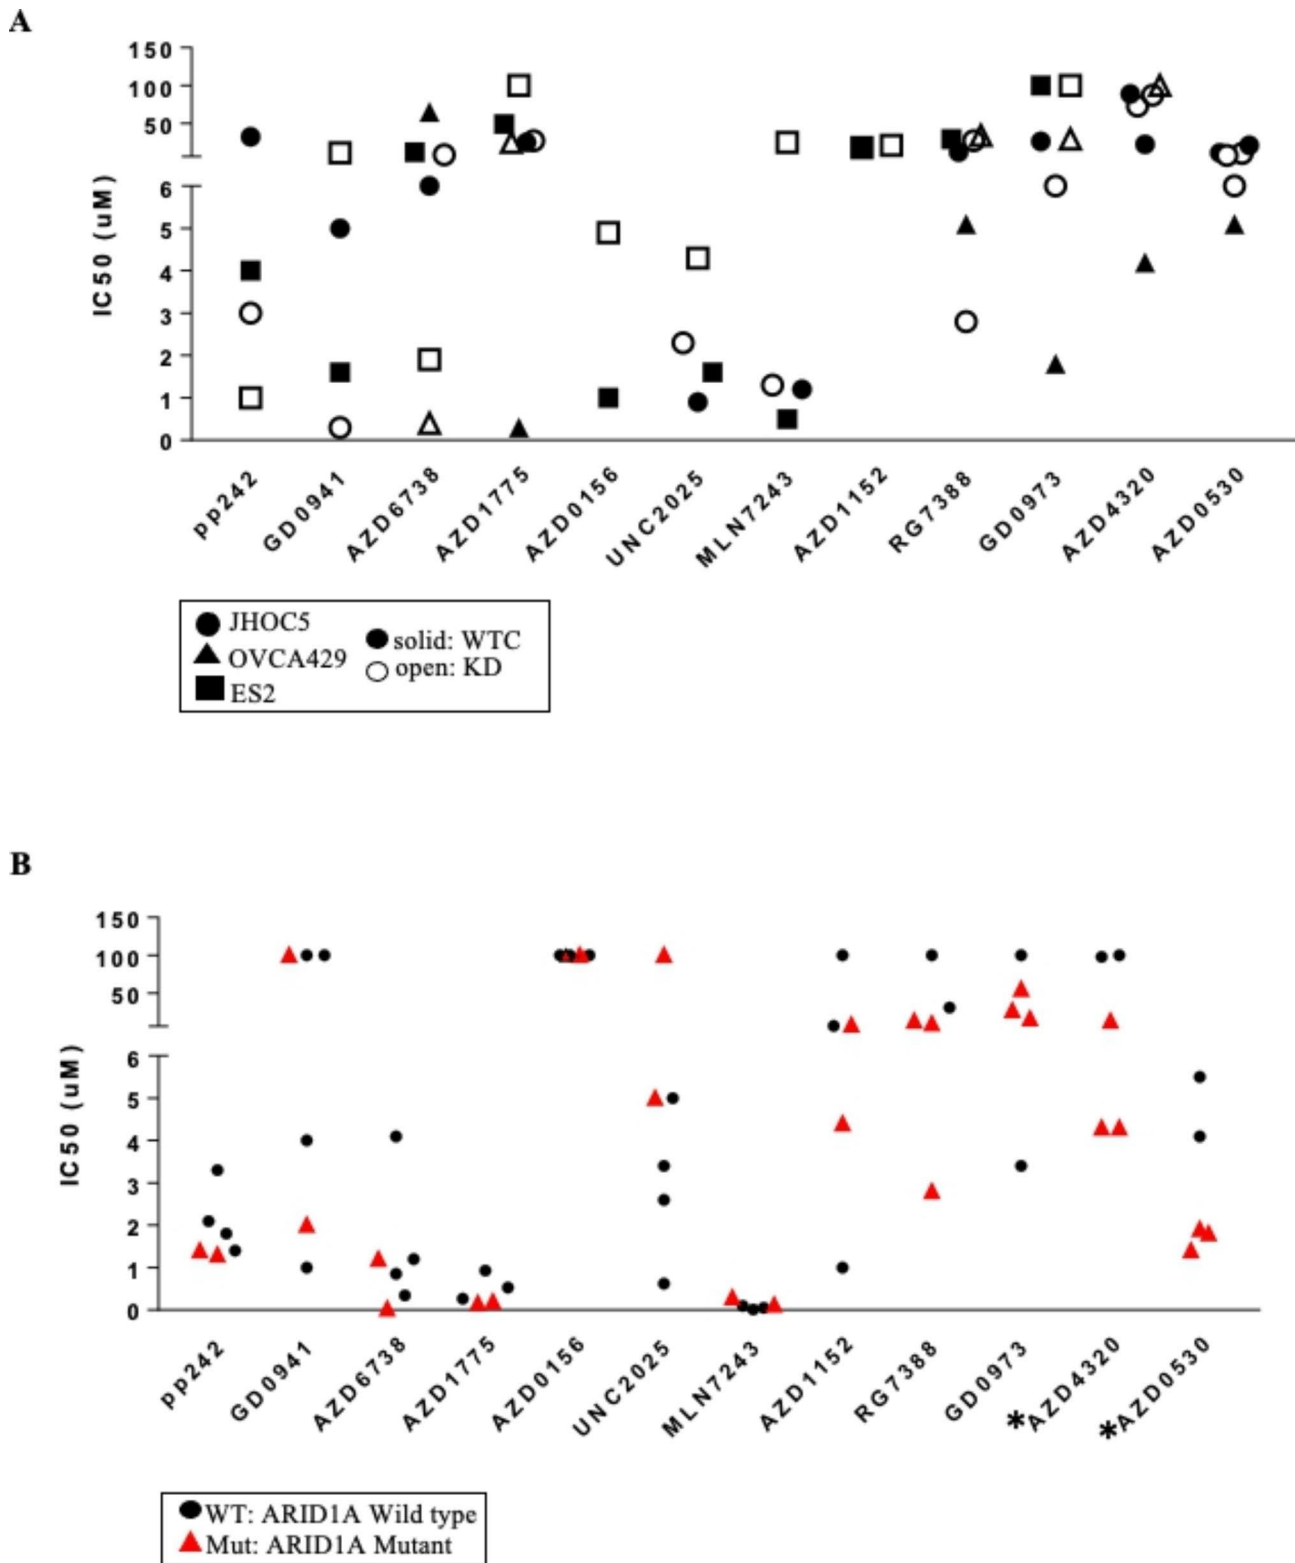 A
150
100
50
6
5
4
3
2
1
0
IC50 (uM)
pp242
GD0941
AZD6738
AZD1775
AZD0156
UNC2025
MLN7243
AZD1152
RG7388
GD0973
AZD4320
AZD0530
JHOC5
OVCA429
ES2
solid: WTC
open: KD
B
150
100
50
6
5
4
3
2
1
0
IC50 (uM)
pp242
GD0941
AZD6738
AZD1775
AZD0156
UNC2025
MLN7243
AZD1152
RG7388
GD0973
*AZD4320
*AZD0530
WT: ARID1A Wild type
Mut: ARID1A Mutant